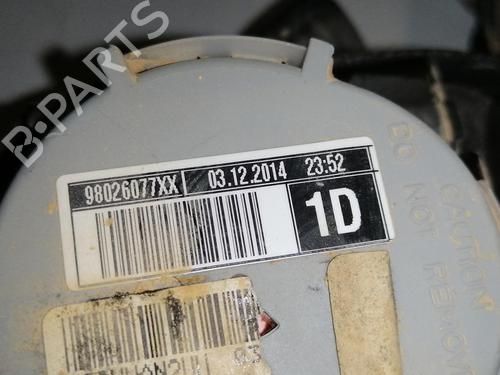 B-PARTS
98026077XX 03.12.2014 23:52
1D
CAUTION
DO NOT REMOVE